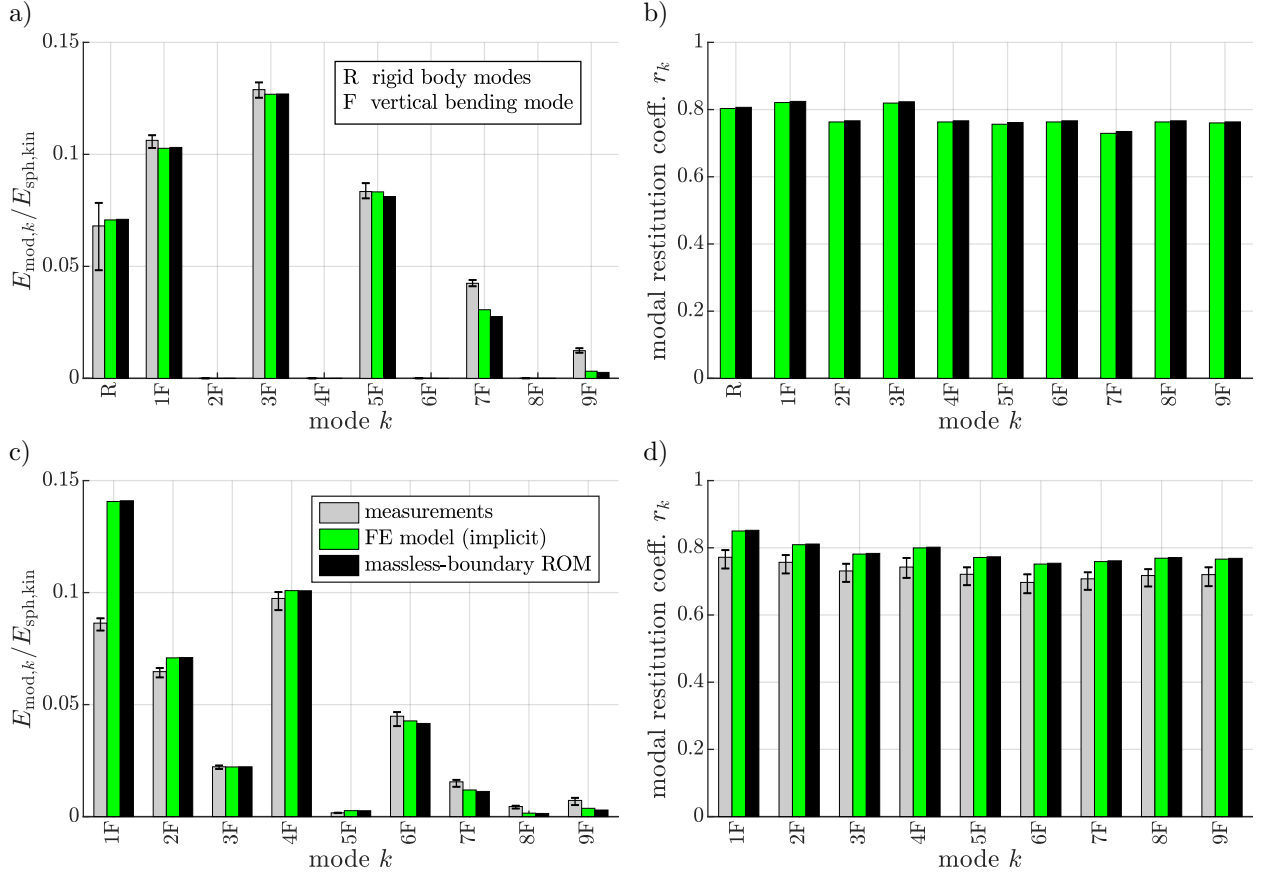 a)
0.15
0.1
0.05
0
E_mod,k/E_sph,kin
R rigid body modes
F vertical bending mode
R 1F 2F 3F 4F 5F 6F 7F 8F 9F
mode k
b)
1
0.8
0.6
0.4
0.2
0
modal restitution coeff. r_k
R 1F 2F 3F 4F 5F 6F 7F 8F 9F
mode k
c)
0.15
0.1
0.05
0
E_mod,k/E_sph,kin
measurements
FE model (implicit)
massless-boundary ROM
1F 2F 3F 4F 5F 6F 7F 8F 9F
mode k
d)
1
0.8
0.6
0.4
0.2
0
modal restitution coeff. r_k
1F 2F 3F 4F 5F 6F 7F 8F 9F
mode k